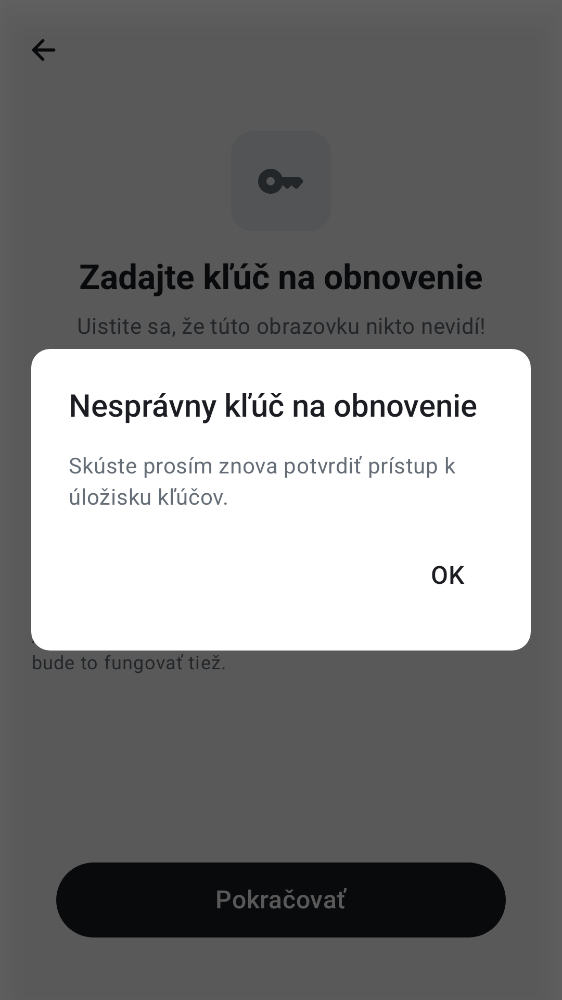 Zadajte kľúč na obnovenie
Uistite sa, že túto obrazovku nikto nevidí!
Nesprávny kľúč na obnovenie
Skúste prosím znova potvrdiť prístup k
úložisku kľúčov.
OK
bude to fungovať tiež.
Pokračovať